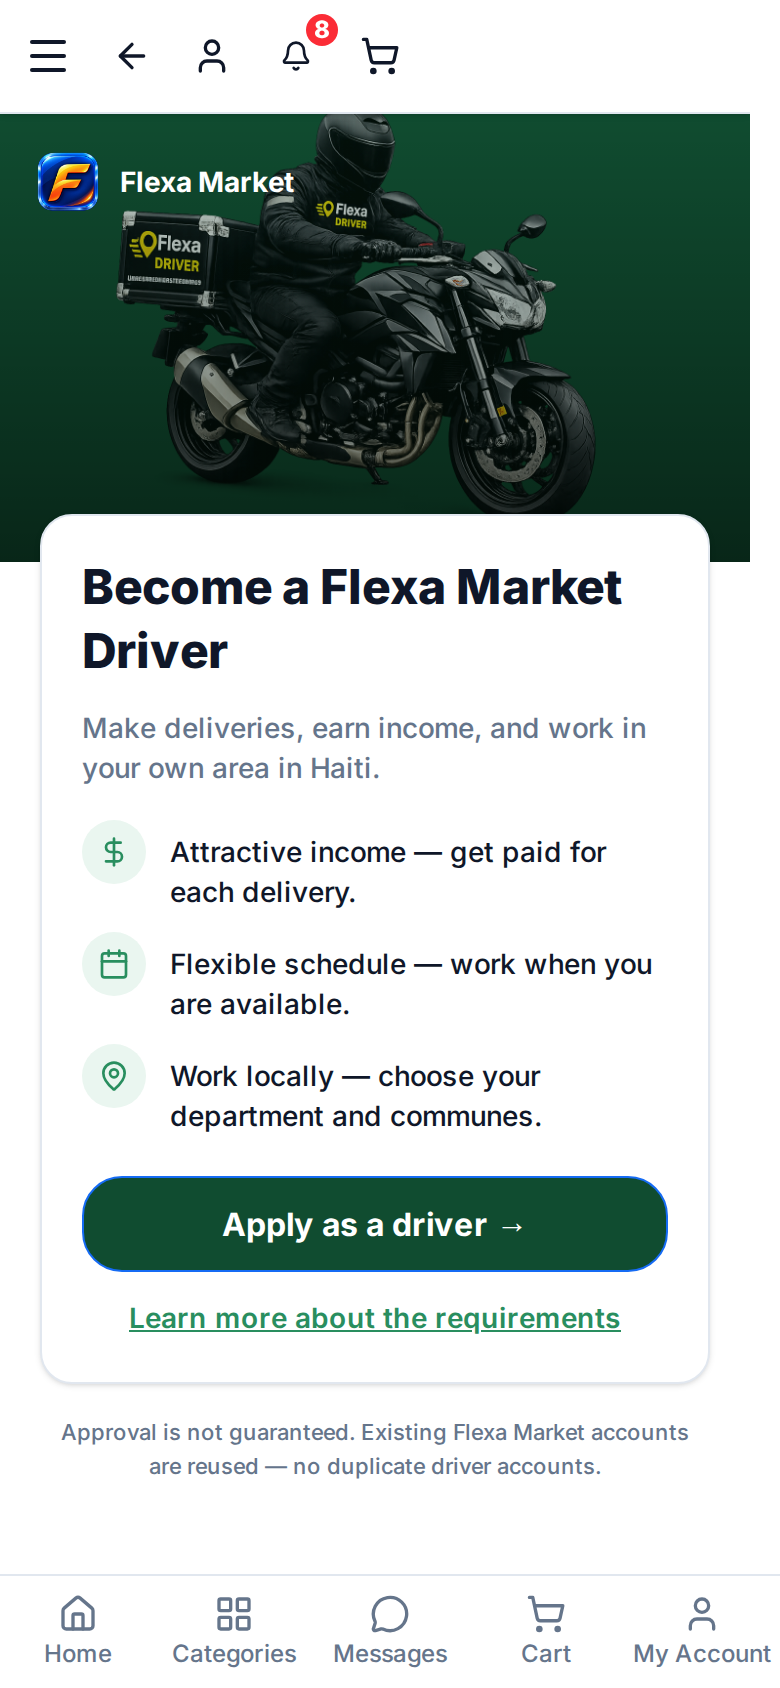 8
Flexa Market
Flexa
DRIVER
Flexa
DRIVER
Become a Flexa Market
Driver
Make deliveries, earn income, and work in
your own area in Haiti.
Attractive income — get paid for
each delivery.
Flexible schedule — work when you
are available.
Work locally — choose your
department and communes.
Apply as a driver →
Learn more about the requirements
Approval is not guaranteed. Existing Flexa Market accounts
are reused — no duplicate driver accounts.
Home Categories Messages Cart My Account